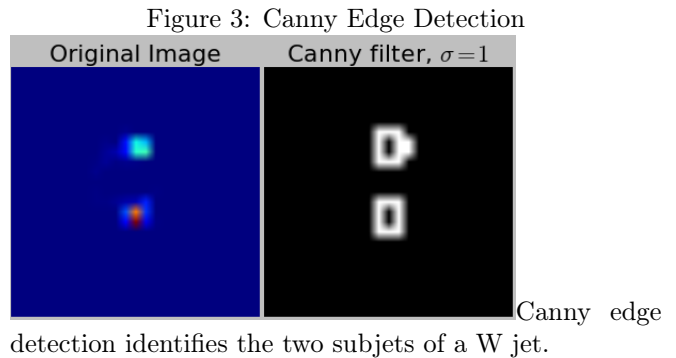 Figure 3: Canny Edge Detection
Original Image
Canny filter, σ=1
Canny edge
detection identifies the two subjets of a W jet.